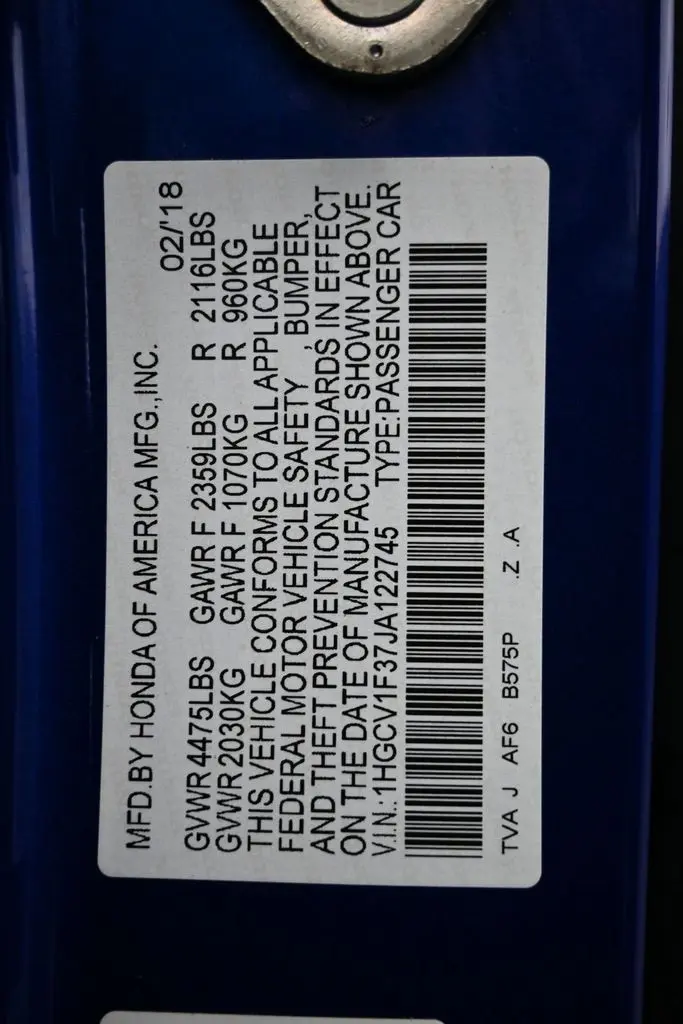 MFD.BY HONDA OF AMERICA MFG.,INC.
02/'18
GVWR 4475LBS GAWR F 2359LBS R 2116LBS
GVWR 2030KG GAWR F 1070KG R 960KG
THIS VEHICLE CONFORMS TO ALL APPLICABLE
FEDERAL MOTOR VEHICLE SAFETY , BUMPER,
AND THEFT PREVENTION STANDARDS IN EFFECT
ON THE DATE OF MANUFACTURE SHOWN ABOVE.
V.I.N.:1HGCV1F37JA122745 TYPE:PASSENGER CAR
TVA J AF6 B575P .Z .A